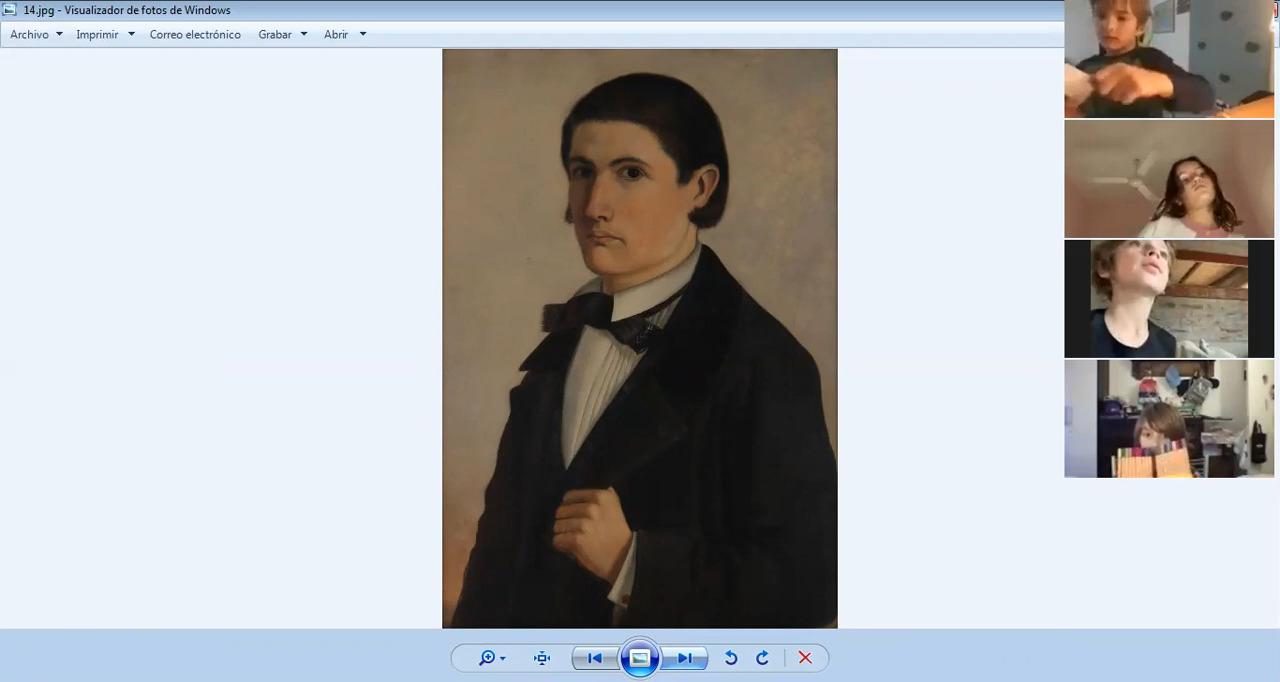 14.jpg - Visualizador de fotos de Windows
Archivo Imprimir Correo electrónico Grabar Abrir